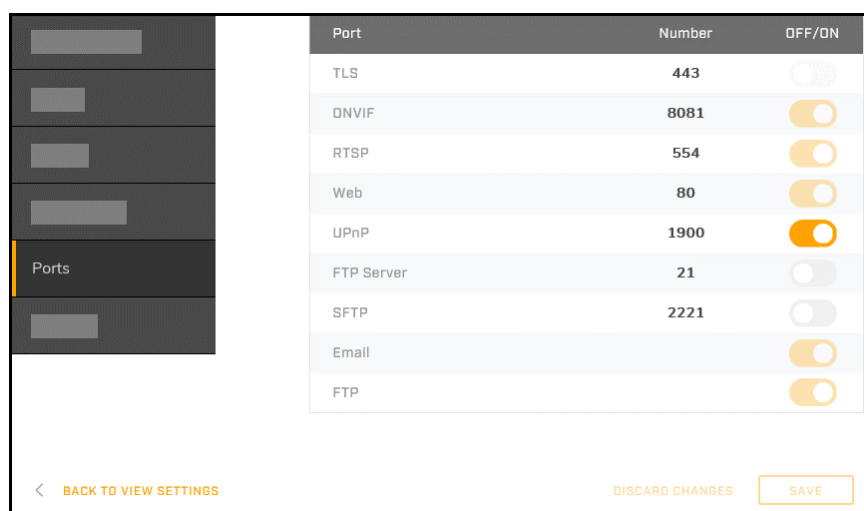 Port Number OFF/ON
TLS 443
ONVIF 8081
RTSP 554
Web 80
UPnP 1900
Ports
FTP Server 21
SFTP 2221
Email
FTP
BACK TO VIEW SETTINGS DISCARD CHANGES SAVE